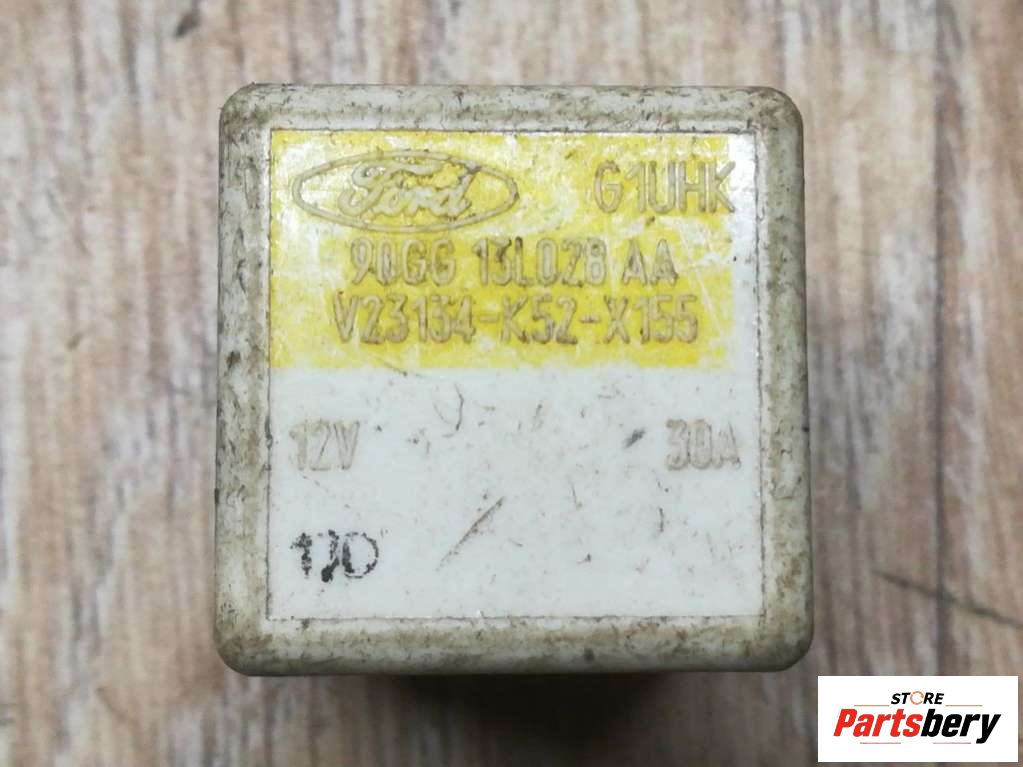 Ford G1UHK
90GG 13L028 AA
V23134-K52-X155
12V 30A
170
STORE
Partsbery